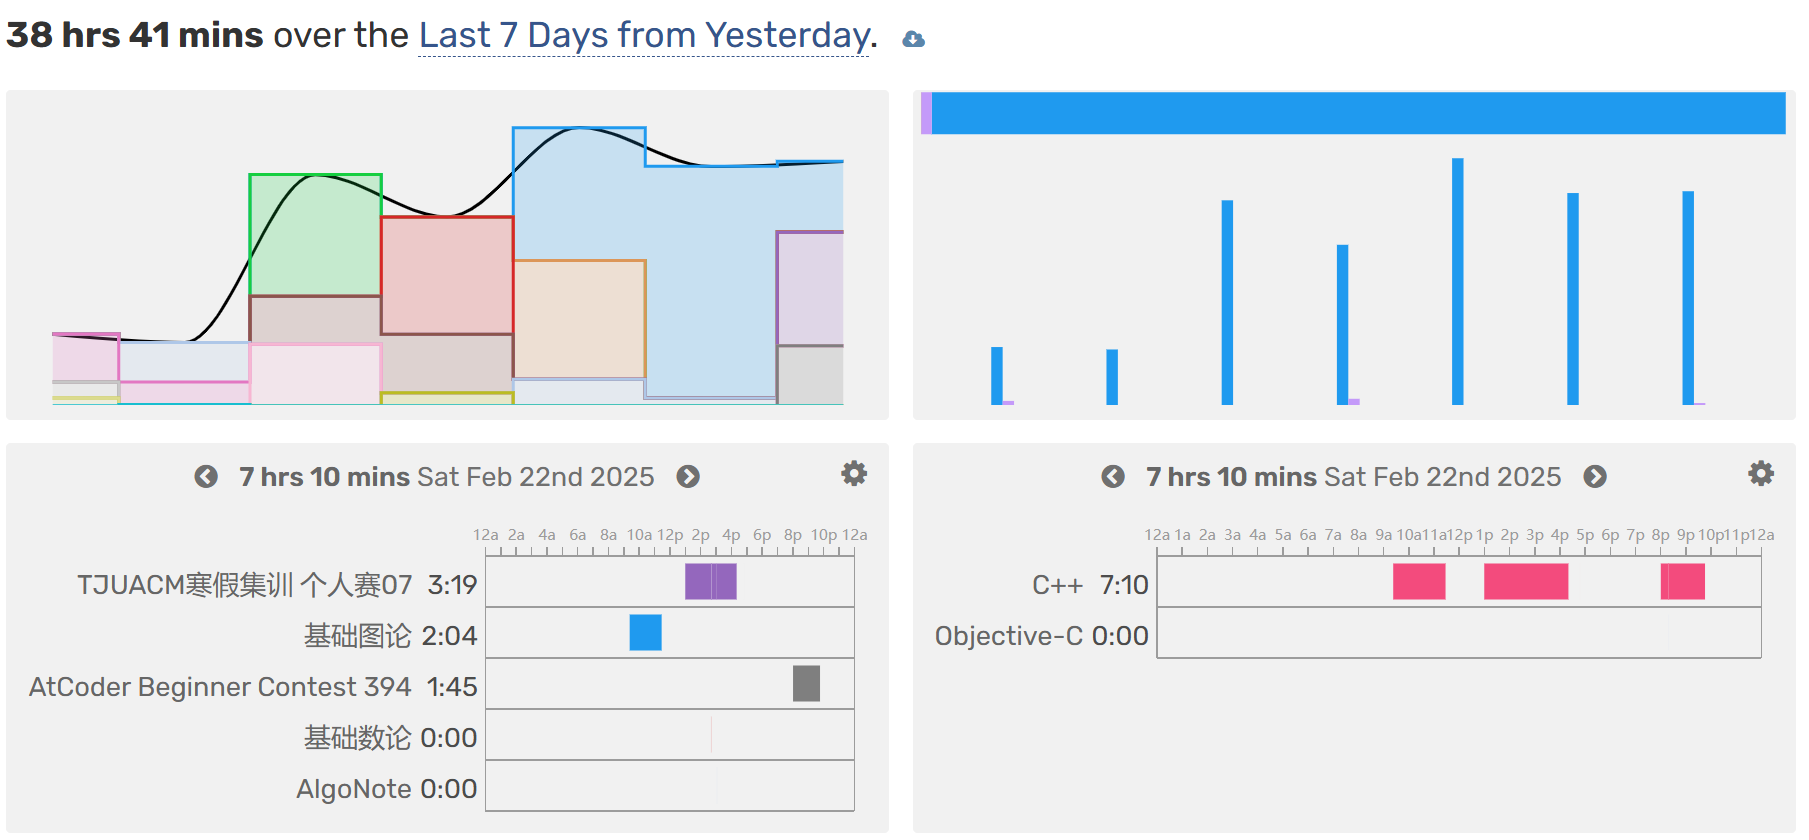 38 hrs 41 mins over the Last 7 Days from Yesterday.
7 hrs 10 mins Sat Feb 22nd 2025
12a 2a 4a 6a 8a 10a 12p 2p 4p 6p 8p 10p 12a
TJUACM寒假集训 个人赛07 3:19
基础图论 2:04
AtCoder Beginner Contest 394 1:45
基础数论 0:00
AlgoNote 0:00
7 hrs 10 mins Sat Feb 22nd 2025
12a 1a 2a 3a 4a 5a 6a 7a 8a 9a 10a 11a 12p 1p 2p 3p 4p 5p 6p 7p 8p 9p 10p 11p 12a
C++ 7:10
Objective-C 0:00